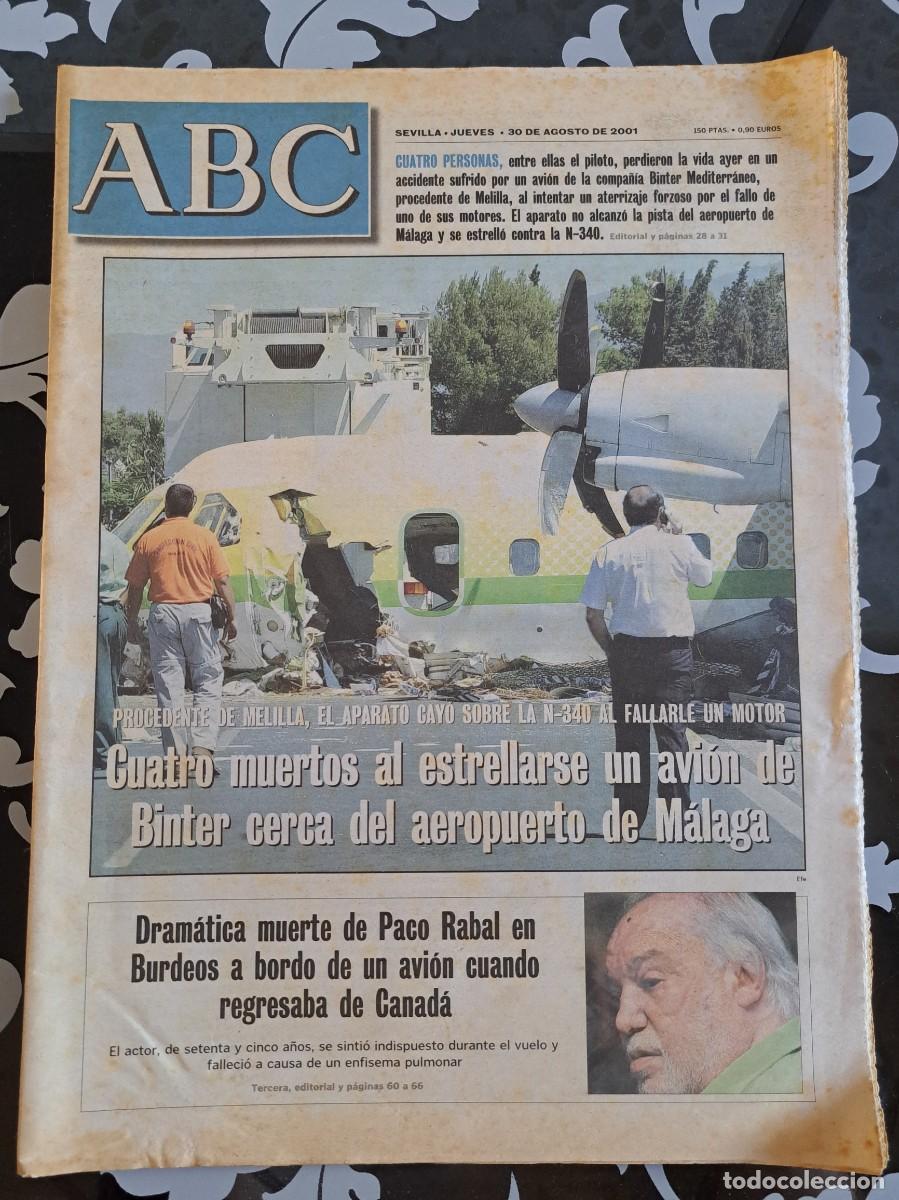 ABC
SEVILLA • JUEVES • 30 DE AGOSTO DE 2001
150 PTAS. • 0,90 EUROS
CUATRO PERSONAS, entre ellas el piloto, perdieron la vida ayer en un
accidente sufrido por un avión de la compañía Binter Mediterráneo,
procedente de Melilla, al intentar un aterrizaje forzoso por el fallo de
uno de sus motores. El aparato no alcanzó la pista del aeropuerto de
Málaga y se estrelló contra la N-340. Editorial y páginas 28 a 31
PROCEDENTE DE MELILLA, EL APARATO CAYO SOBRE LA N-340 AL FALLARLE UN MOTOR
Cuatro muertos al estrellarse un avión de
Binter cerca del aeropuerto de Málaga
Efe
Dramática muerte de Paco Rabal en
Burdeos a bordo de un avión cuando
regresaba de Canadá
El actor, de setenta y cinco años, se sintió indispuesto durante el vuelo y
falleció a causa de un enfisema pulmonar
Tercera, editorial y páginas 60 a 66
todocoleccion